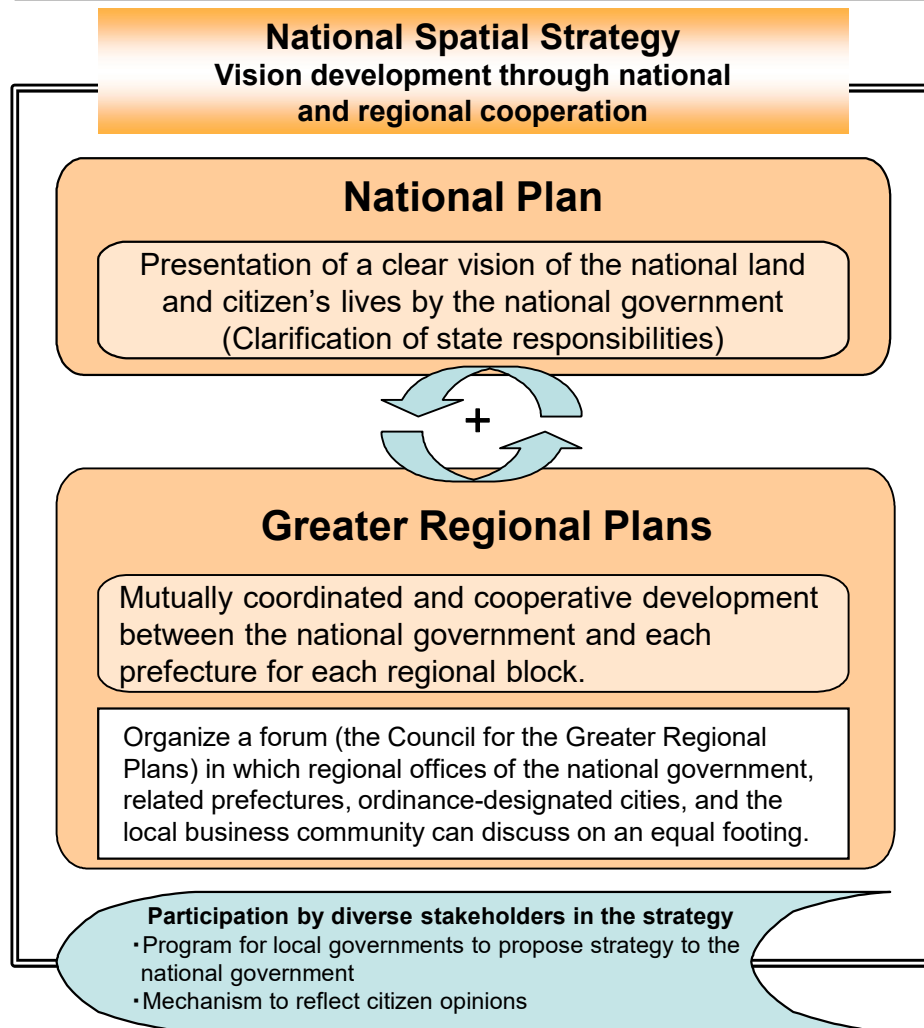 National Spatial Strategy
Vision development through national
and regional cooperation
National Plan
Presentation of a clear vision of the national land
and citizen’s lives by the national government
(Clarification of state responsibilities)
+
Greater Regional Plans
Mutually coordinated and cooperative development
between the national government and each
prefecture for each regional block.
Organize a forum (the Council for the Greater Regional
Plans) in which regional offices of the national government,
related prefectures, ordinance-designated cities, and the
local business community can discuss on an equal footing.
Participation by diverse stakeholders in the strategy
・Program for local governments to propose strategy to the
national government
・Mechanism to reflect citizen opinions